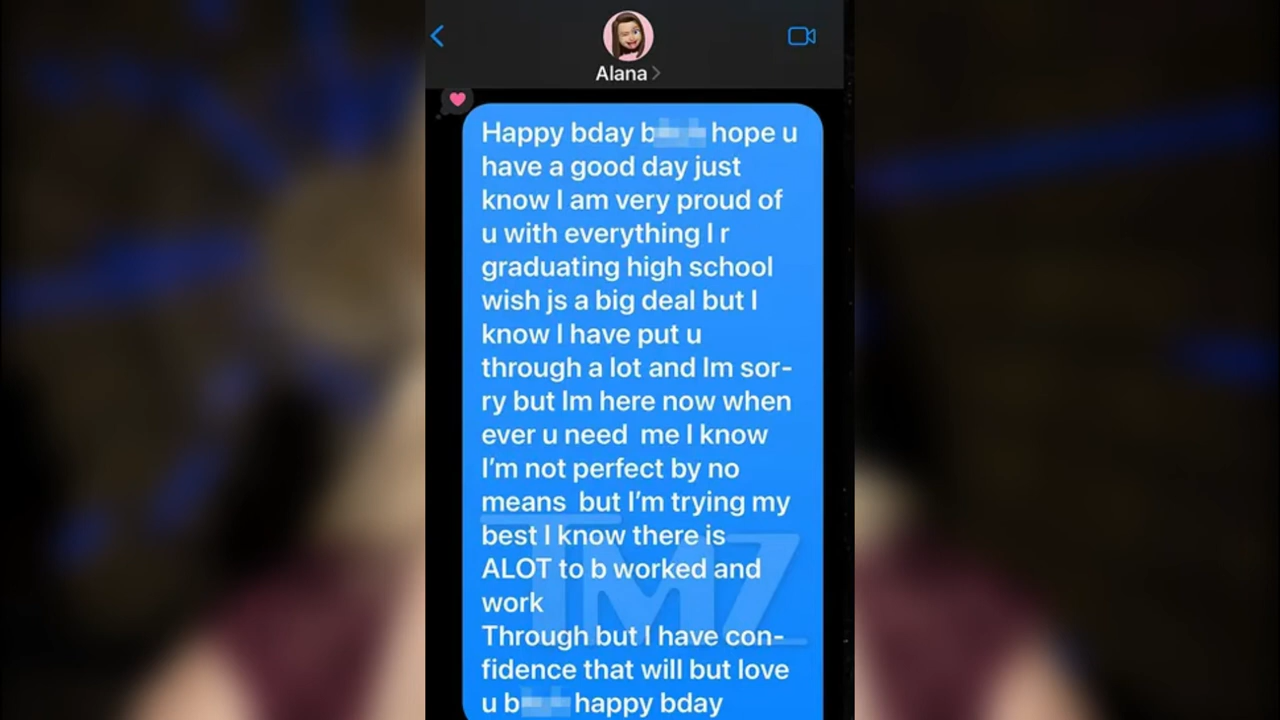 Alana
Happy bday b hope u
have a good day just
know I am very proud of
u with everything I r
graduating high school
wish js a big deal but I
know I have put u
through a lot and Im sor-
ry but Im here now when
ever u need  me I know
I'm not perfect by no
means  but I'm trying my
best I know there is
ALOT to b worked and
work
Through but I have con-
fidence that will but love
u b happy bday
TMZ